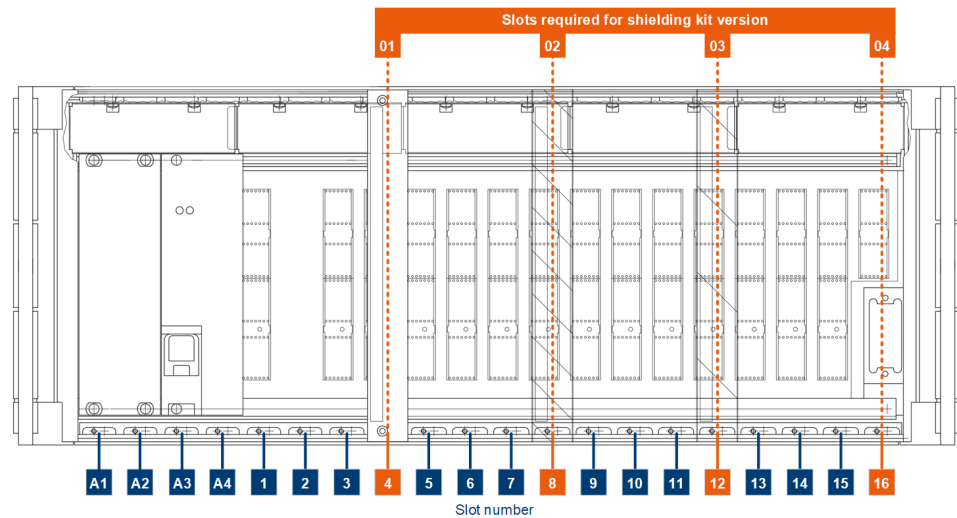 Slots required for shielding kit version
01 02 03 04
A1 A2 A3 A4 1 2 3 4 5 6 7 8 9 10 11 12 13 14 15 16
Slot number